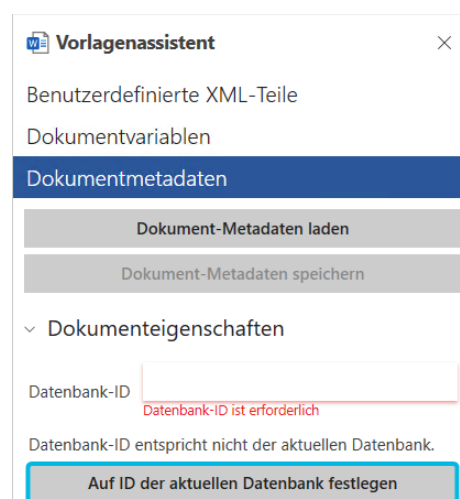 Vorlagenassistent
Benutzerdefinierte XML-Teile
Dokumentvariablen
Dokumentmetadaten
Dokument-Metadaten laden
Dokument-Metadaten speichern
Dokumenteigenschaften
Datenbank-ID
Datenbank-ID ist erforderlich
Datenbank-ID entspricht nicht der aktuellen Datenbank.
Auf ID der aktuellen Datenbank festlegen